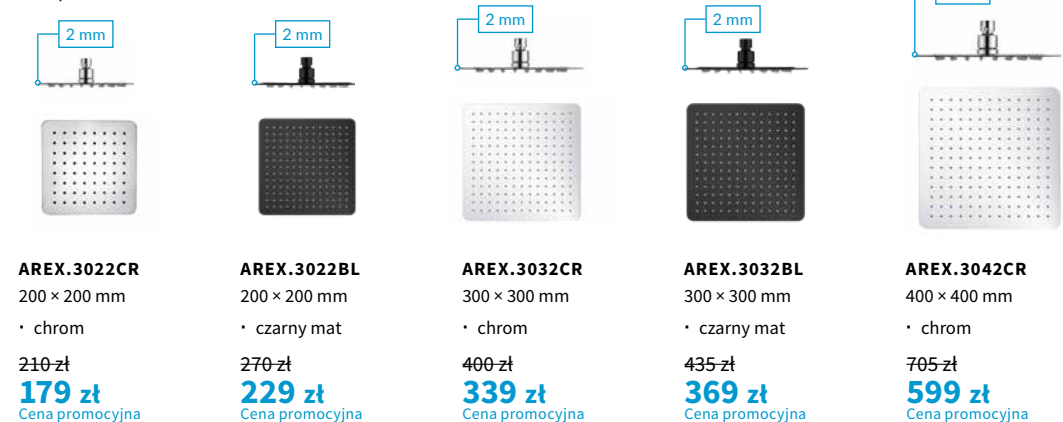 2 mm
2 mm
2 mm
2 mm
AREX.3022CR
200 × 200 mm
· chrom
210 zł
179 zł
Cena promocyjna
AREX.3022BL
200 × 200 mm
· czarny mat
270 zł
229 zł
Cena promocyjna
AREX.3032CR
300 × 300 mm
· chrom
400 zł
339 zł
Cena promocyjna
AREX.3032BL
300 × 300 mm
· czarny mat
435 zł
369 zł
Cena promocyjna
AREX.3042CR
400 × 400 mm
· chrom
705 zł
599 zł
Cena promocyjna